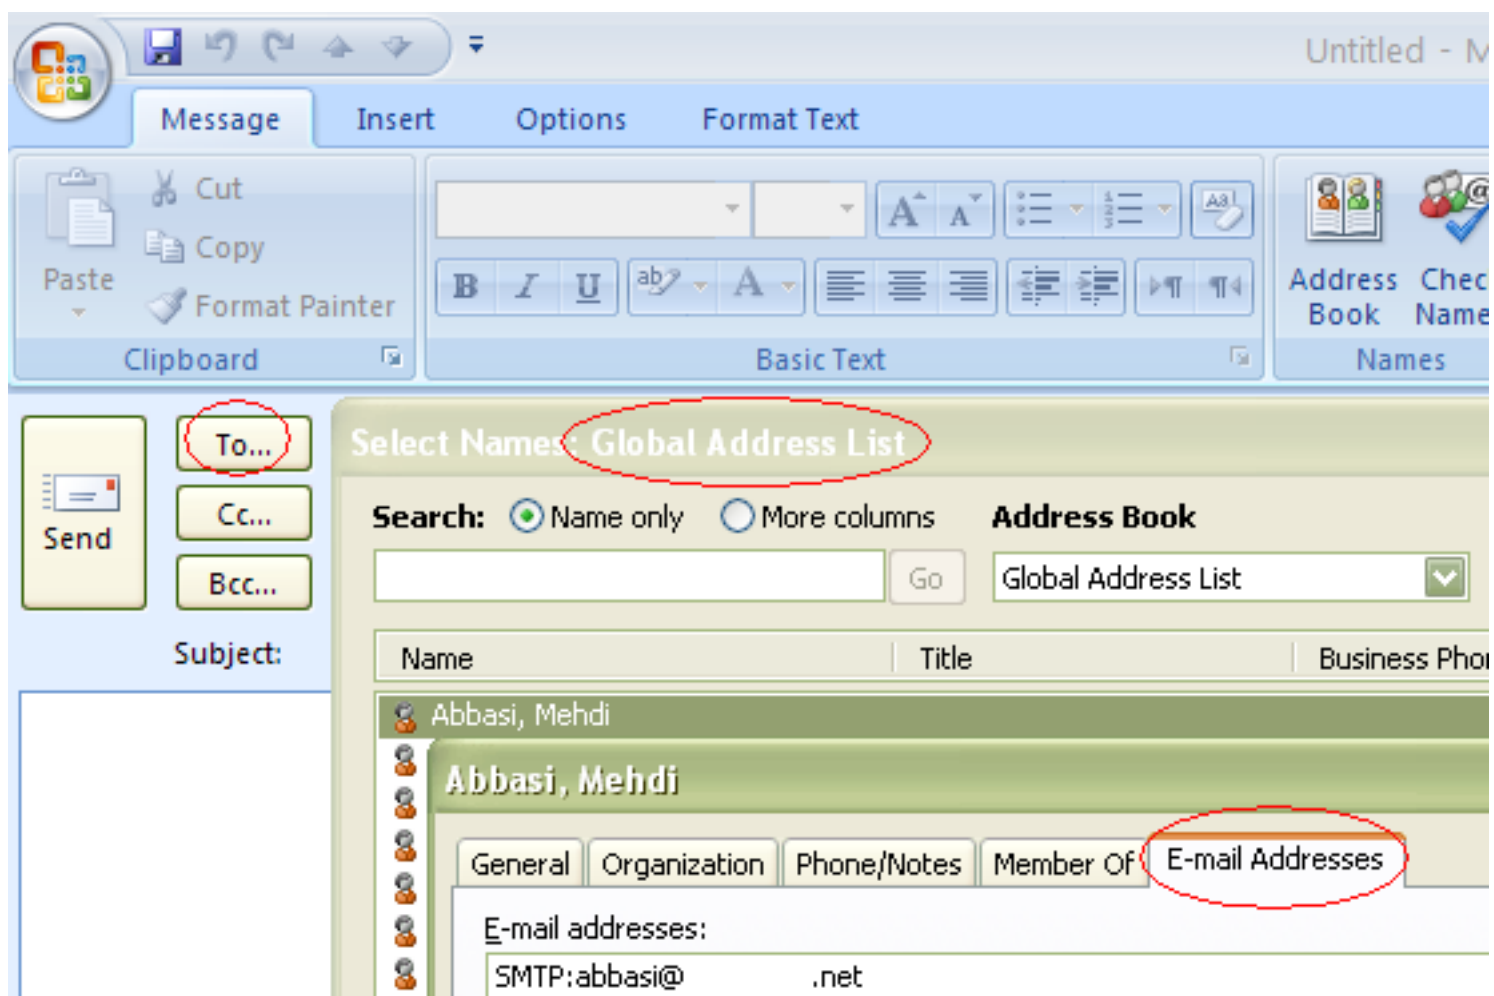 Untitled -
Message Insert Options Format Text
Cut
Copy
Paste
Format Painter
B I U ab A
Address Book
Chec
Name
Clipboard
Basic Text
Names
To...
Cc...
Bcc...
Send
Subject:
Select Names: Global Address List
Search: Name only More columns Address Book
Go
Global Address List
Name Title Business Pho
Abbasi, Mehdi
Abbasi, Mehdi
General Organization Phone/Notes Member Of E-mail Addresses
E-mail addresses:
SMTP:abbasi@ .net